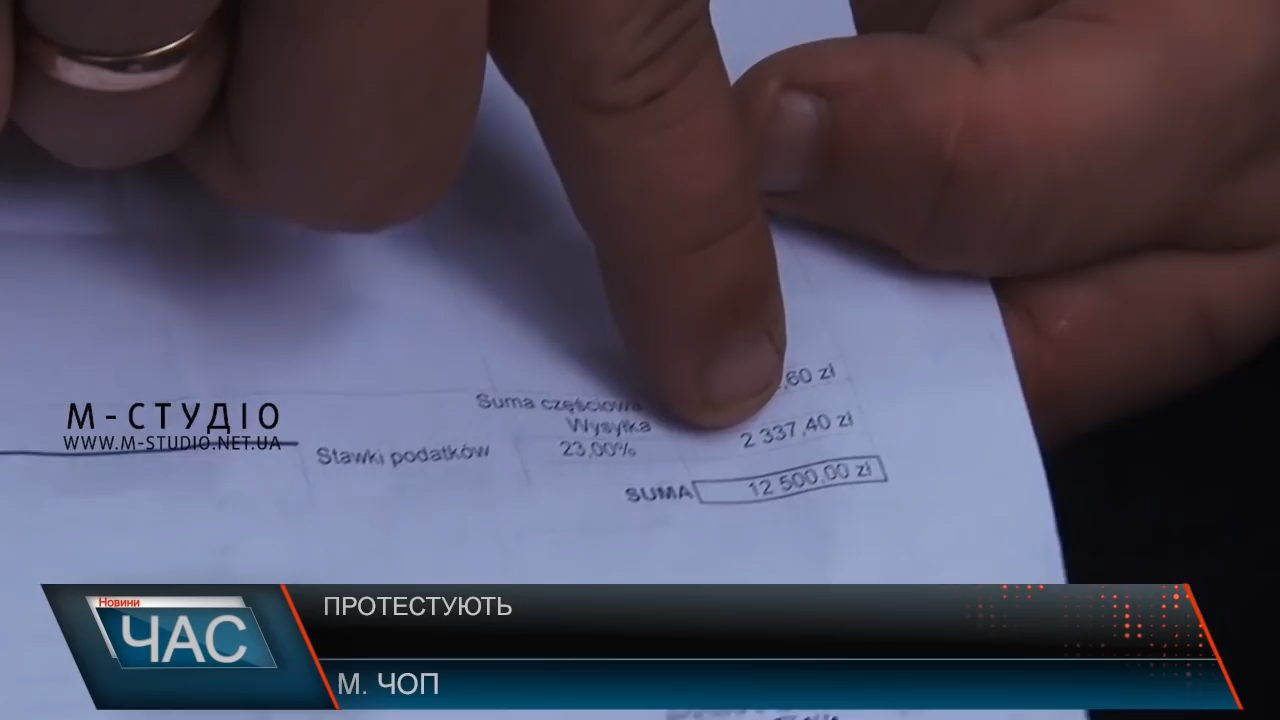 ,60 zł
Suma częściowa
Wysyłka
Stawki podatków 23,00% 2 337,40 zł
SUMA 12 500,00 zł
М-СТУДІО
WWW.M-STUDIO.NET.UA
Новини
ЧАС
ПРОТЕСТУЮТЬ
М. ЧОП